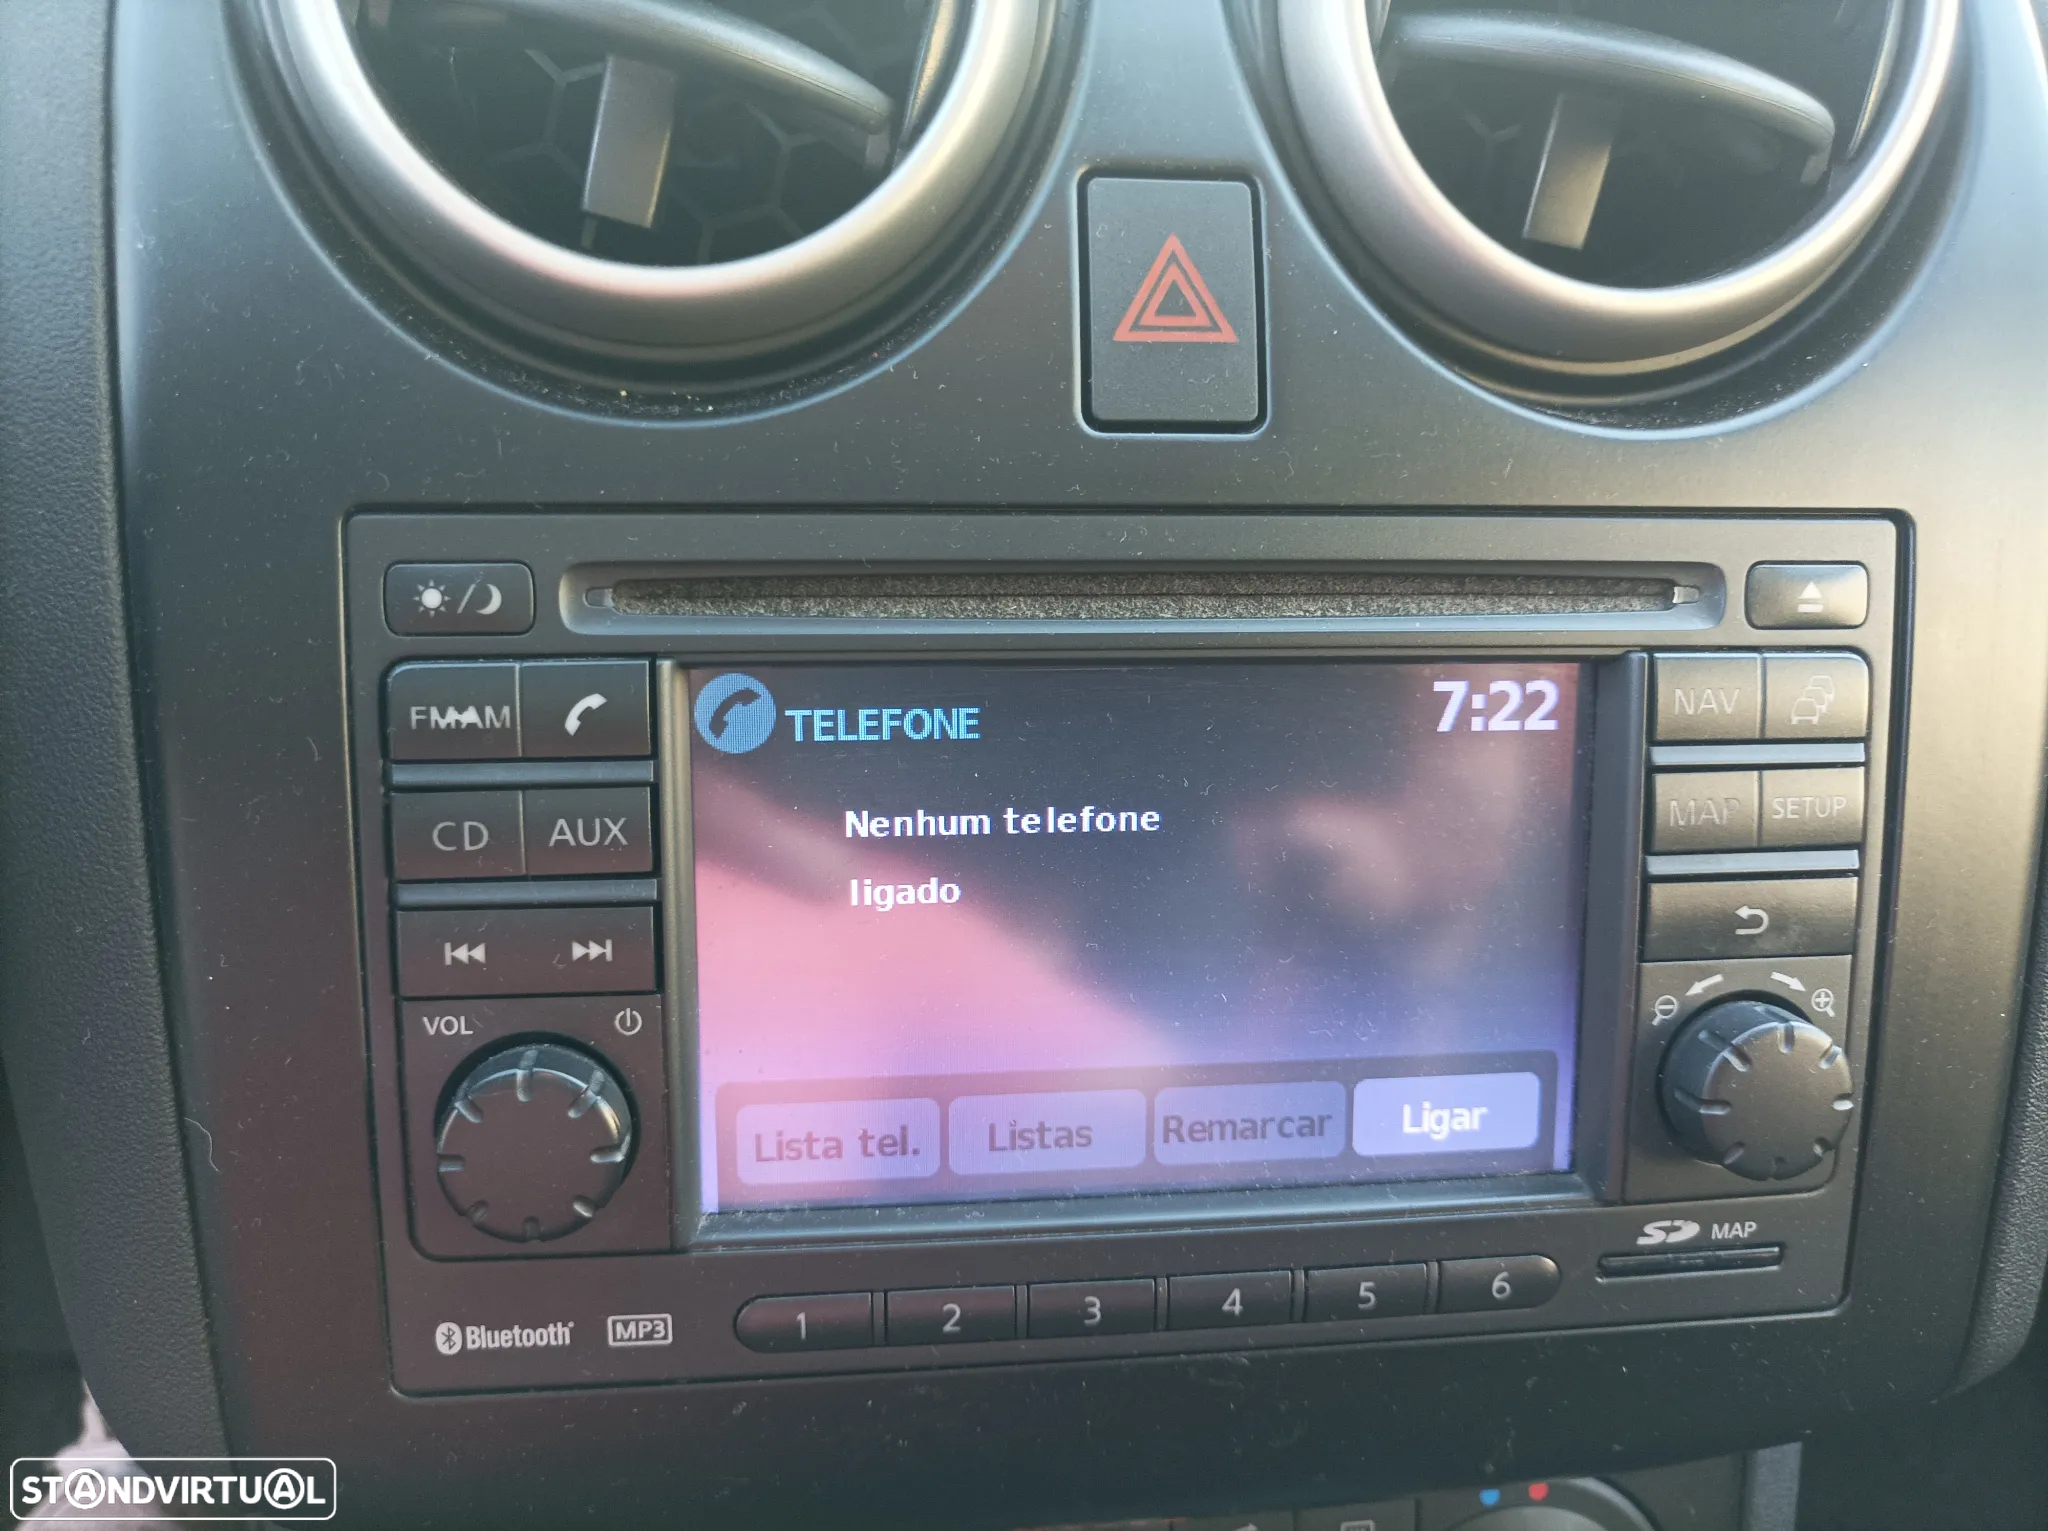 FM•AM
CD
AUX
VOL
TELEFONE
7:22
Nenhum telefone
ligado
Lista tel.
Listas
Remarcar
Ligar
NAV
MAP
SETUP
SD MAP
Bluetooth
MP3
1
2
3
4
5
6
STANDVIRTUAL